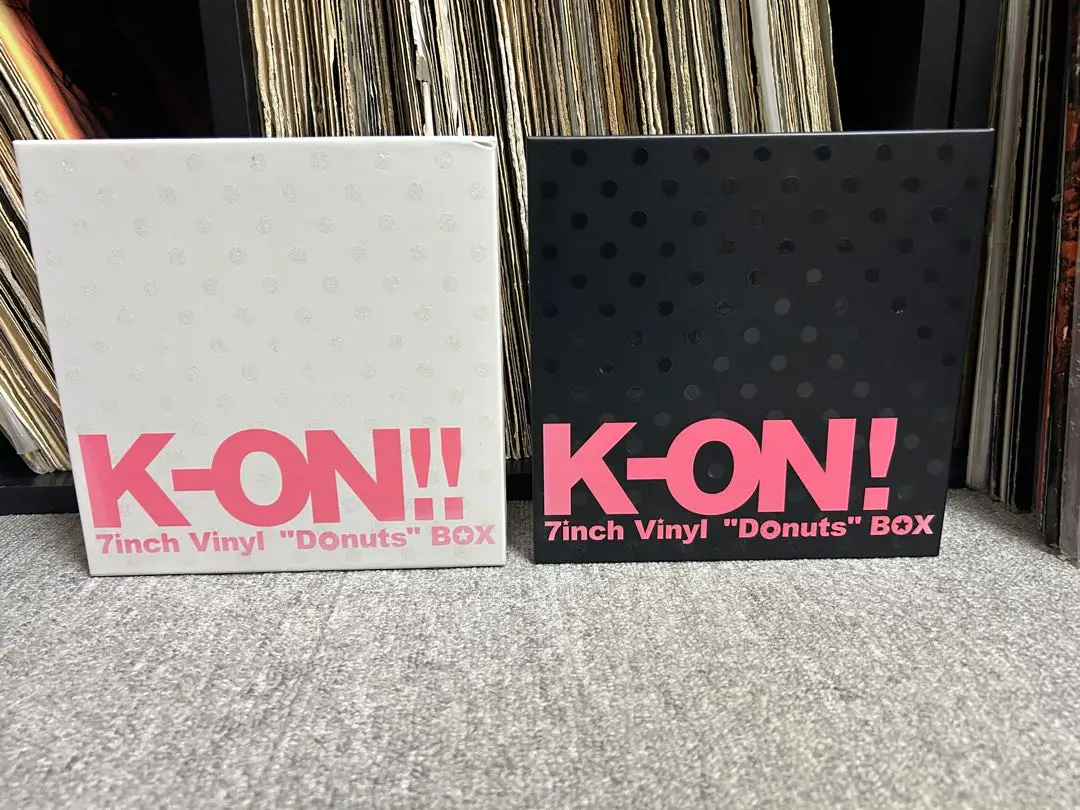 K-ON!!
7inch Vinyl "Donuts" BOX
K-ON!
7inch Vinyl "Donuts" BOX